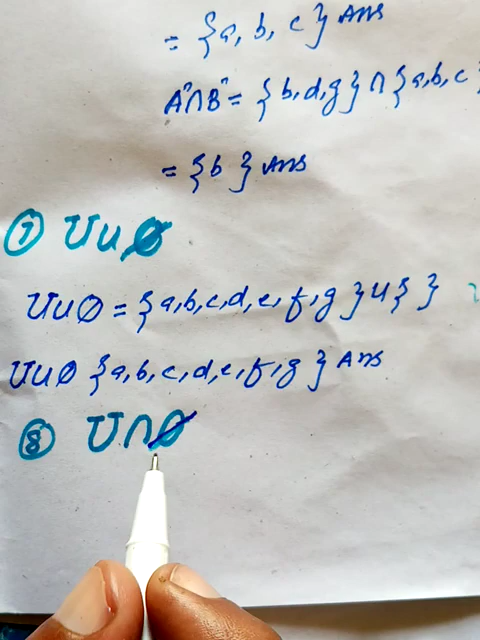 = {a, b, c} Ans
A"∩B" = {b,d,g} ∩ {a,b,c}
= {b} Ans
⑦ U∪Ø
U∪Ø = {a,b,c,d,e,f,g} ∪ { }
U∪Ø {a,b,c,d,e,f,g} Ans
⑧ U∩Ø